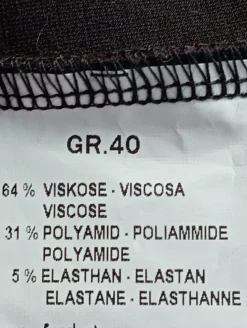 GR.40
64 % VISKOSE - VISCOSA
VISCOSE
31 % POLYAMID - POLIAMMIDE
POLYAMIDE
5 % ELASTHAN - ELASTAN
ELASTANE - ELASTHANNE